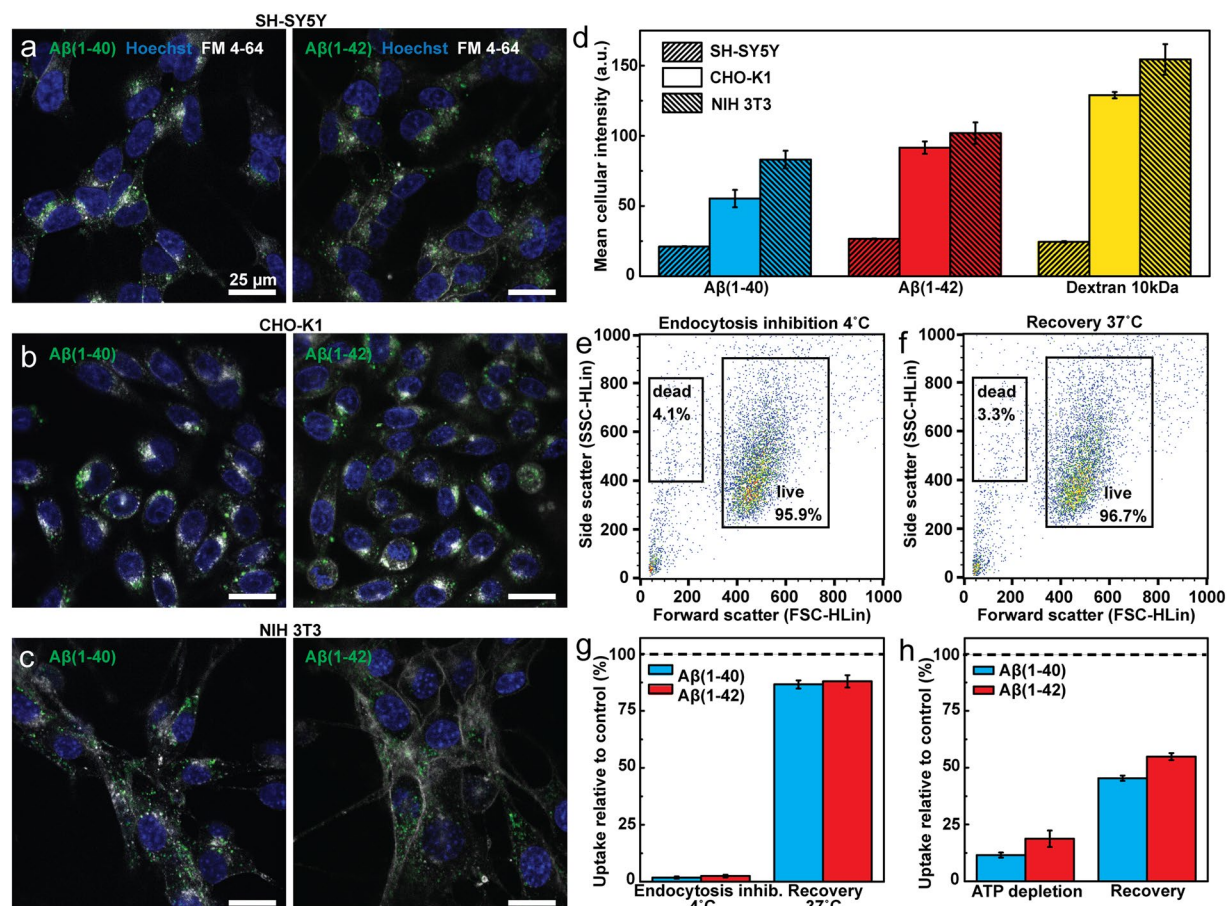 SH-SY5Y
a Aβ(1-40) Hoechst FM 4-64
Aβ(1-42) Hoechst FM 4-64
25 µm
CHO-K1
b Aβ(1-40)
Aβ(1-42)
NIH 3T3
c Aβ(1-40)
Aβ(1-42)
d
Mean cellular intensity (a.u.)
150
100
50
0
SH-SY5Y
CHO-K1
NIH 3T3
Aβ(1-40) Aβ(1-42) Dextran 10kDa
e Endocytosis inhibition 4˚C
Side scatter (SSC-HLin)
1000
800
600
400
200
0
dead
4.1%
live
95.9%
0 200 400 600 800 1000
Forward scatter (FSC-HLin)
f Recovery 37˚C
Side scatter (SSC-HLin)
1000
800
600
400
200
0
dead
3.3%
live
96.7%
0 200 400 600 800 1000
Forward scatter (FSC-HLin)
g
Uptake relative to control (%)
100
75
50
25
0
Aβ(1-40)
Aβ(1-42)
Endocytosis inhib. Recovery
4˚C 37˚C
h
Uptake relative to control (%)
100
75
50
25
0
Aβ(1-40)
Aβ(1-42)
ATP depletion Recovery